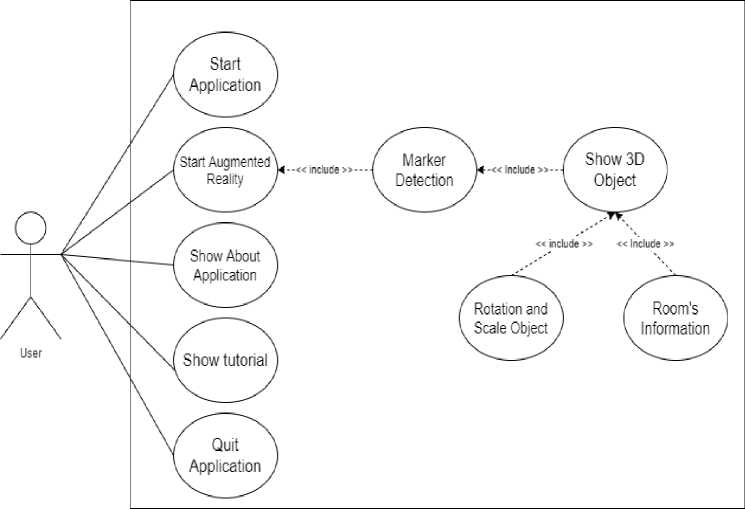 Start
Application
Start Augmented
Reality
<< include >>
Marker
Detection
<< Include >>
Show 3D
Object
Show About
Application
<< include >>
<< Include >>
Rotation and
Scale Object
Room's
Information
User
Show tutorial
Quit
Application